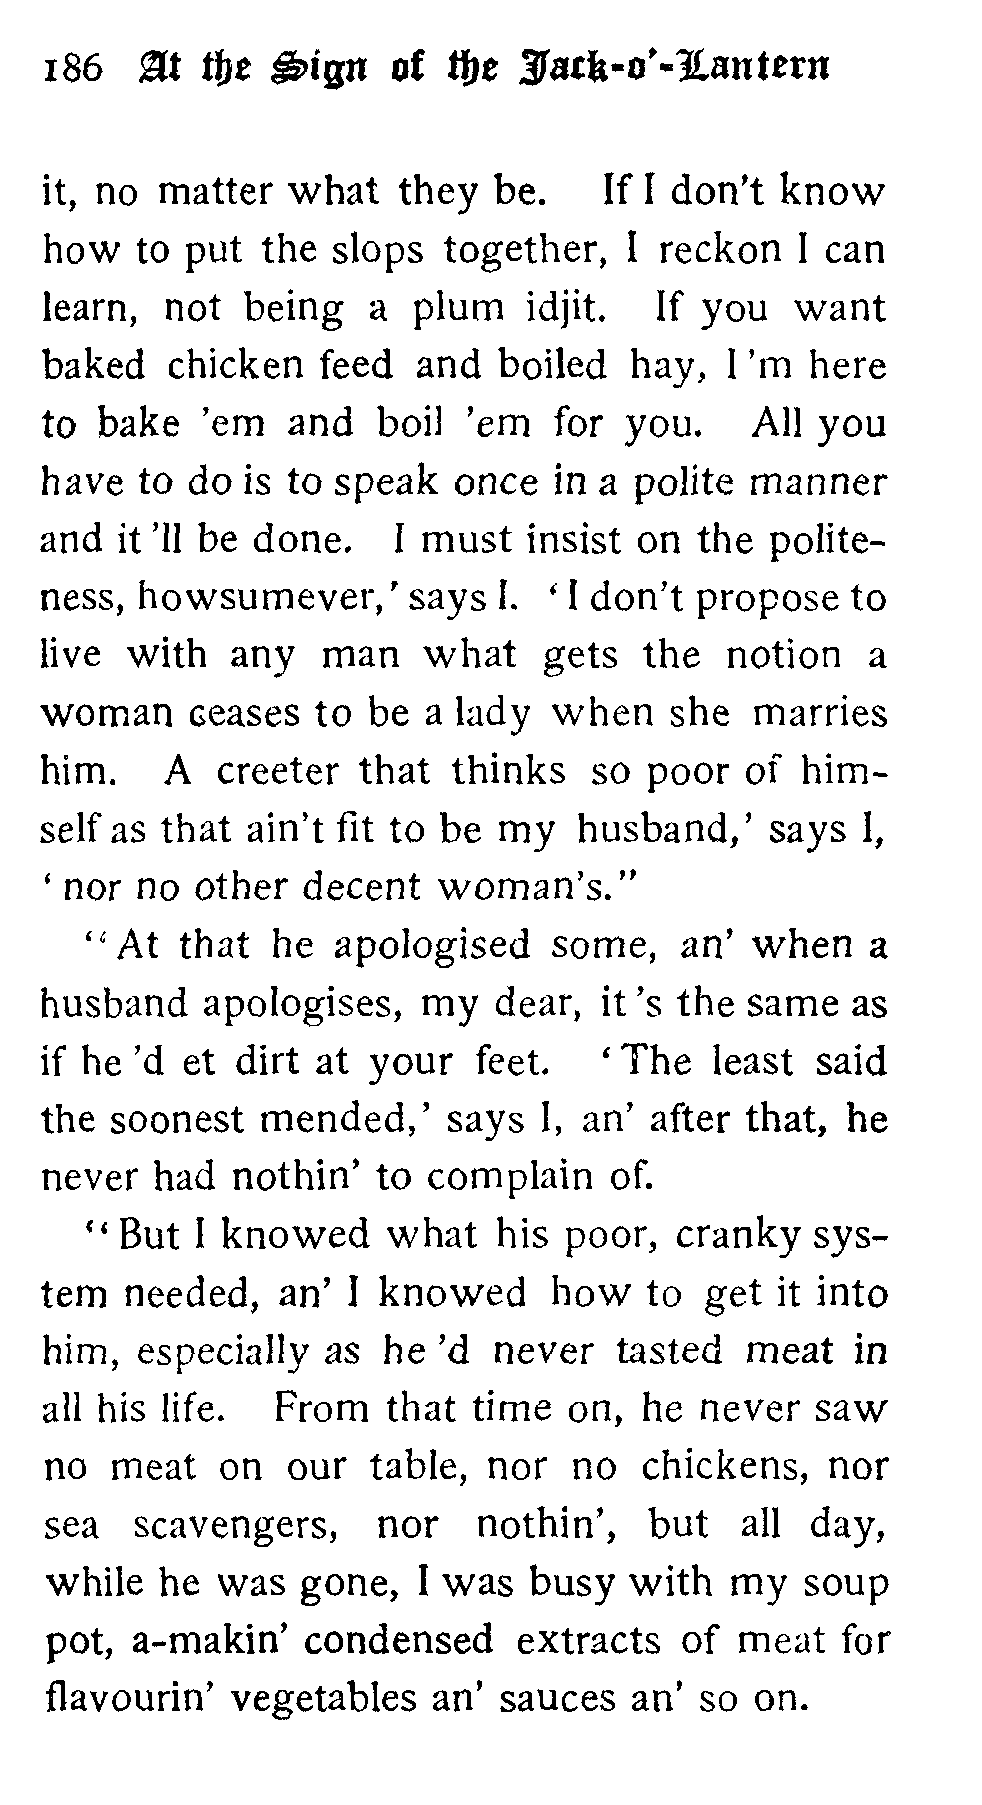 186 At the Sign of the Jack-o'-Lantern
it, no matter what they be. If I don't know
how to put the slops together, I reckon I can
learn, not being a plum idjit. If you want
baked chicken feed and boiled hay, I 'm here
to bake 'em and boil 'em for you. All you
have to do is to speak once in a polite manner
and it 'll be done. I must insist on the polite-
ness, howsumever,' says I. 'I don't propose to
live with any man what gets the notion a
woman ceases to be a lady when she marries
him. A creeter that thinks so poor of him-
self as that ain't fit to be my husband,' says I,
'nor no other decent woman's."
"At that he apologised some, an' when a
husband apologises, my dear, it 's the same as
if he 'd et dirt at your feet. 'The least said
the soonest mended,' says I, an' after that, he
never had nothin' to complain of.
"But I knowed what his poor, cranky sys-
tem needed, an' I knowed how to get it into
him, especially as he 'd never tasted meat in
all his life. From that time on, he never saw
no meat on our table, nor no chickens, nor
sea scavengers, nor nothin', but all day,
while he was gone, I was busy with my soup
pot, a-makin' condensed extracts of meat for
flavourin' vegetables an' sauces an' so on.